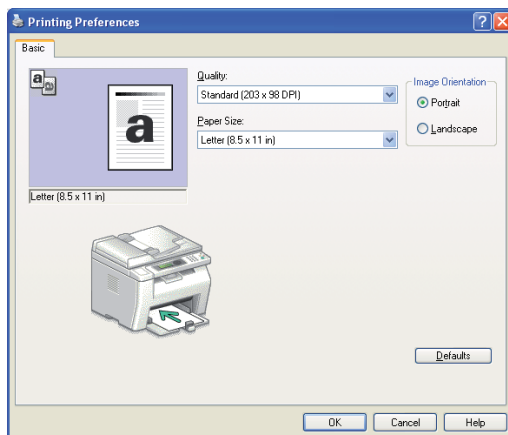 Printing Preferences
Basic
Quality:
Standard (203 x 98 DPI)
Paper Size:
Letter (8.5 x 11 in)
Image Orientation
Portrait
Landscape
a
a
a
Letter (8.5 x 11 in)
Defaults
OK
Cancel
Help